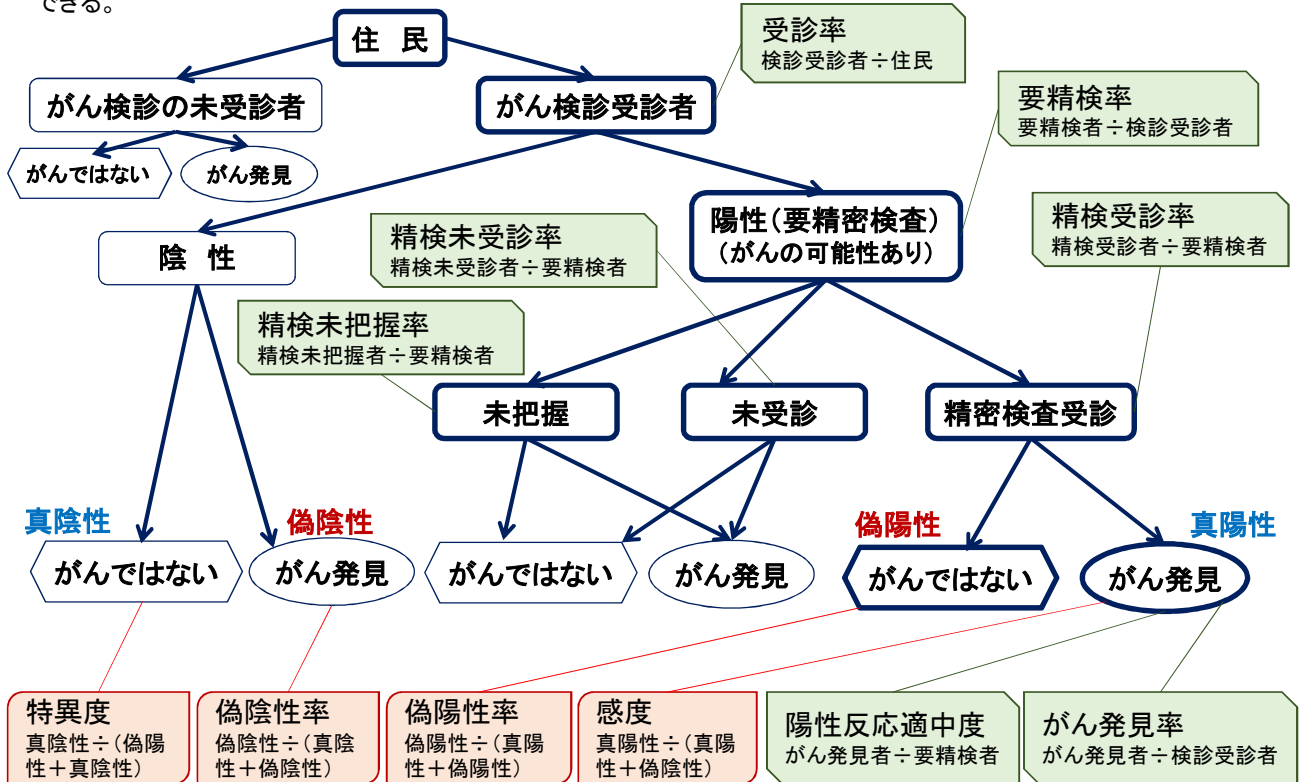 できる。
住 民
受診率
検診受診者÷住民
がん検診の未受診者
がん検診受診者
要精検率
要精検者÷検診受診者
がんではない
がん発見
陽性(要精密検査)
(がんの可能性あり)
精検受診率
精検受診者÷要精検者
精検未受診率
精検未受診者÷要精検者
陰 性
精検未把握率
精検未把握者÷要精検者
未把握
未受診
精密検査受診
真陰性
偽陰性
偽陽性
真陽性
がんではない
がん発見
がんではない
がん発見
がんではない
がん発見
特異度
真陰性÷(偽陽
性+真陰性)
偽陰性率
偽陰性÷(真陰
性+偽陰性)
偽陽性率
偽陽性÷(真陽
性+偽陽性)
感度
真陽性÷(真陽
性+偽陰性)
陽性反応適中度
がん発見者÷要精検者
がん発見率
がん発見者÷検診受診者